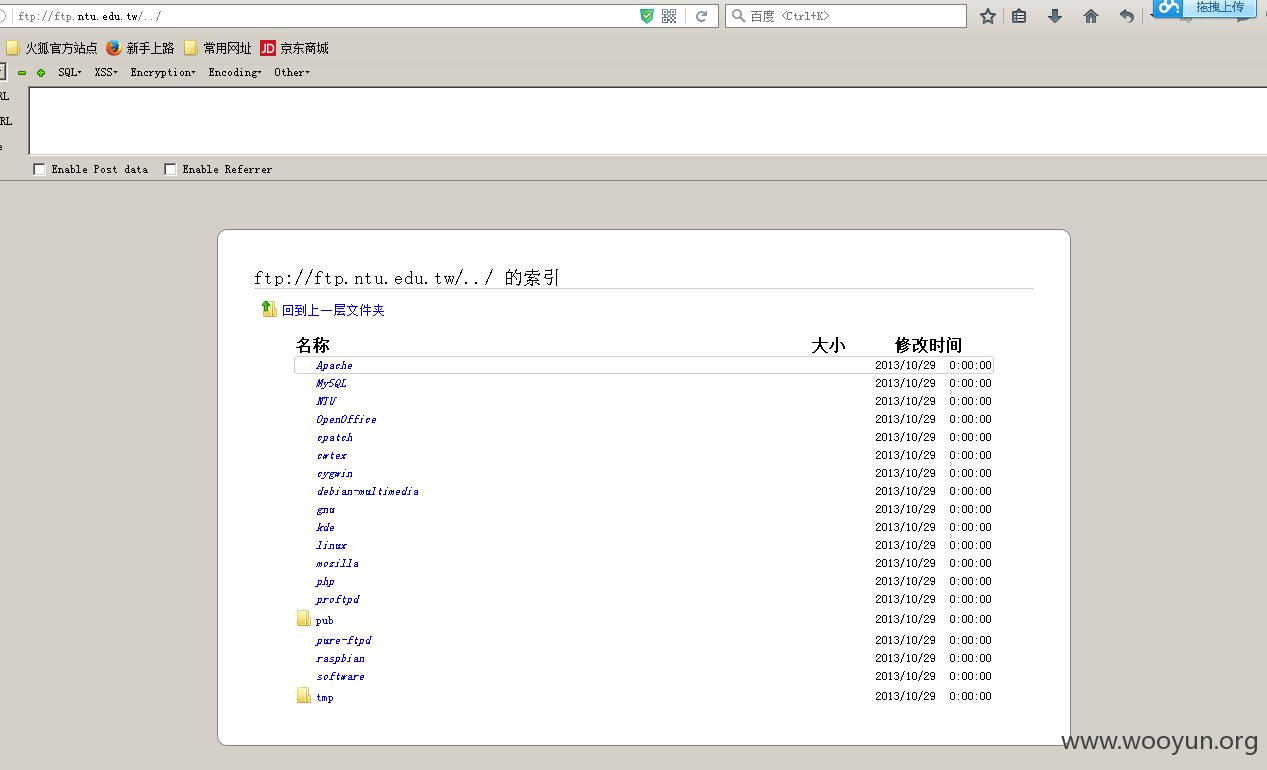 ftp://ftp.ntu.edu.tw/../ 百度 <Ctrl+K> 拖拽上传
火狐官方站点 新手上路 常用网址 JD 京东商城
SQL- XSS- Encryption- Encoding- Other-
RL
RL
e
Enable Post data Enable Referrer
ftp://ftp.ntu.edu.tw/../ 的索引
回到上一层文件夹
名称 大小 修改时间
Apache 2013/10/29 0:00:00
MySQL 2013/10/29 0:00:00
NTU 2013/10/29 0:00:00
OpenOffice 2013/10/29 0:00:00
cpatch 2013/10/29 0:00:00
cwtex 2013/10/29 0:00:00
cygwin 2013/10/29 0:00:00
debian-multimedia 2013/10/29 0:00:00
gnu 2013/10/29 0:00:00
kde 2013/10/29 0:00:00
linux 2013/10/29 0:00:00
mozilla 2013/10/29 0:00:00
php 2013/10/29 0:00:00
proftpd 2013/10/29 0:00:00
pub 2013/10/29 0:00:00
pure-ftpd 2013/10/29 0:00:00
raspbian 2013/10/29 0:00:00
software 2013/10/29 0:00:00
tmp 2013/10/29 0:00:00
www.wooyun.org